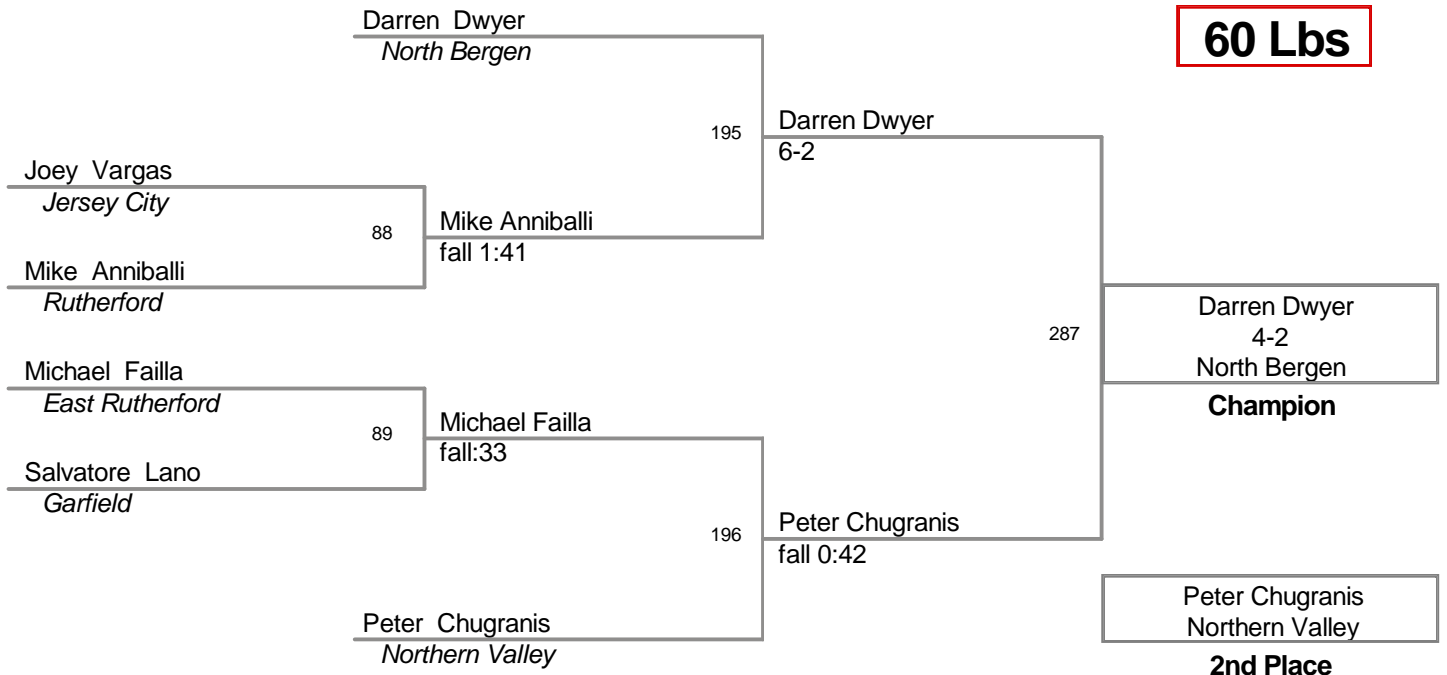 Darren Dwyer
North Bergen
60 Lbs
195
Darren Dwyer
6-2
Joey Vargas
Jersey City
88
Mike Anniballi
fall 1:41
Mike Anniballi
Rutherford
287
Darren Dwyer
4-2
North Bergen
Champion
Michael Failla
East Rutherford
89
Michael Failla
fall:33
Salvatore Lano
Garfield
196
Peter Chugranis
fall 0:42
Peter Chugranis
Northern Valley
Peter Chugranis
Northern Valley
2nd Place